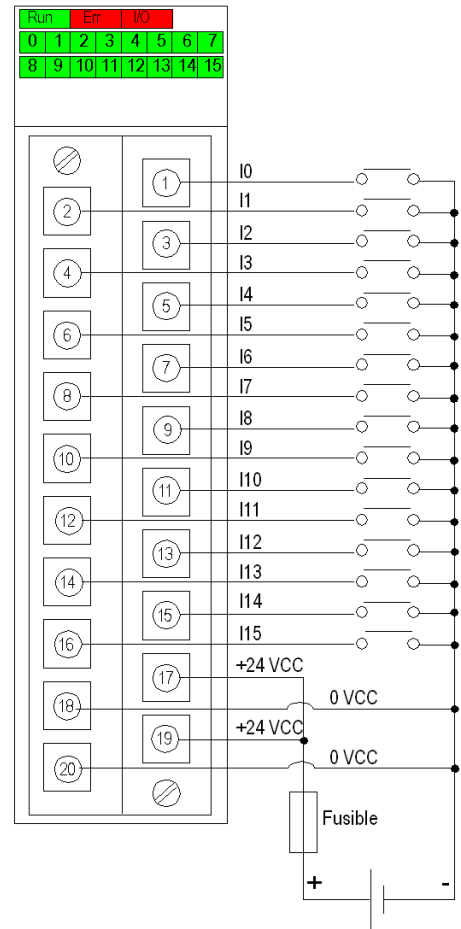 Run Err I/O
0 1 2 3 4 5 6 7
8 9 10 11 12 13 14 15
1 I0
2 I1
3 I2
4 I3
5 I4
6 I5
7 I6
8 I7
9 I8
10 I9
11 I10
12 I11
13 I12
14 I13
15 I14
16 I15
17 +24 VCC
18 0 VCC
19 +24 VCC
20 0 VCC
Fusible
+ -